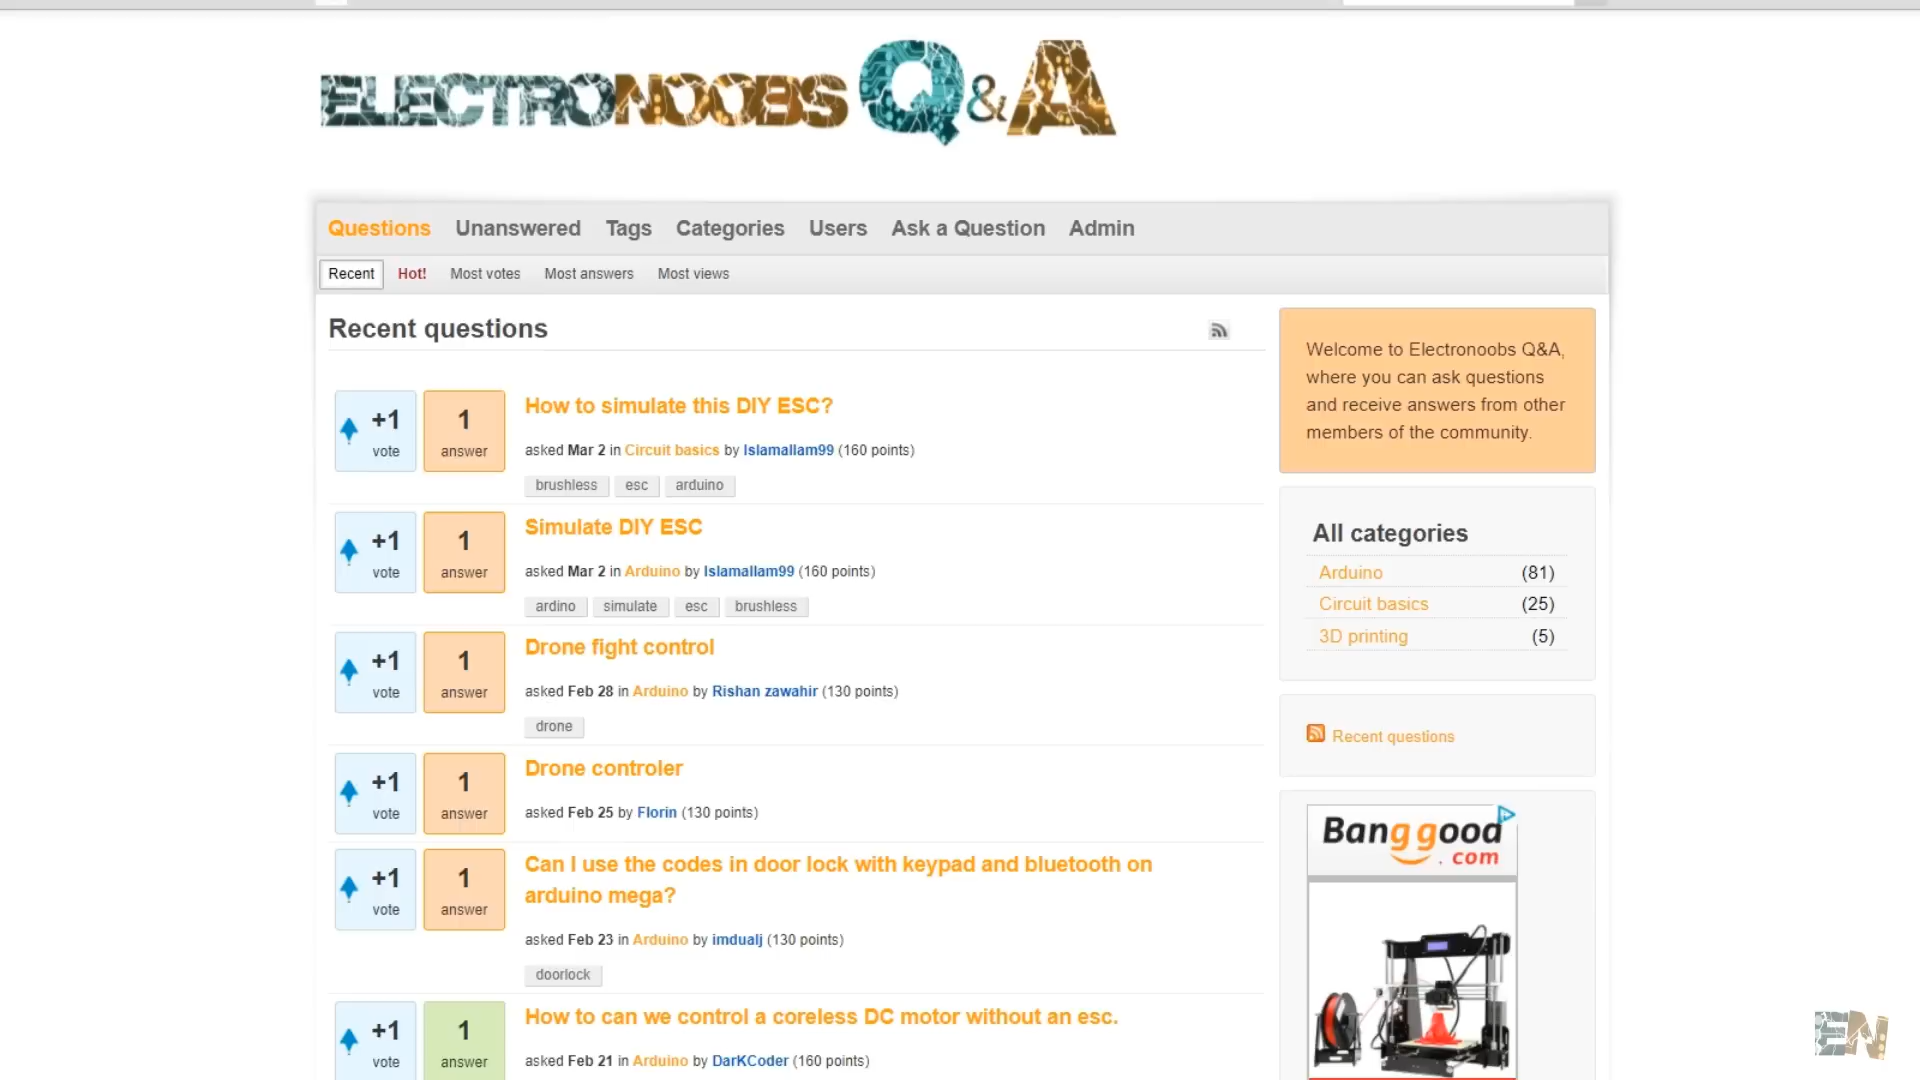 ELECTRONOOBS Q&A
Questions Unanswered Tags Categories Users Ask a Question Admin
Recent Hot! Most votes Most answers Most views
Recent questions
+1 vote
1 answer
How to simulate this DIY ESC?
asked Mar 2 in Circuit basics by Islamallam99 (160 points)
brushless esc arduino
+1 vote
1 answer
Simulate DIY ESC
asked Mar 2 in Arduino by Islamallam99 (160 points)
ardino simulate esc brushless
+1 vote
1 answer
Drone fight control
asked Feb 28 in Arduino by Rishan zawahir (130 points)
drone
+1 vote
1 answer
Drone controler
asked Feb 25 by Florin (130 points)
+1 vote
1 answer
Can I use the codes in door lock with keypad and bluetooth on
arduino mega?
asked Feb 23 in Arduino by imdualj (130 points)
doorlock
+1 vote
1 answer
How to can we control a coreless DC motor without an esc.
asked Feb 21 in Arduino by DarKCoder (160 points)
Welcome to Electronoobs Q&A,
where you can ask questions
and receive answers from other
members of the community.
All categories
Arduino (81)
Circuit basics (25)
3D printing (5)
Recent questions
Banggood
.com
EN